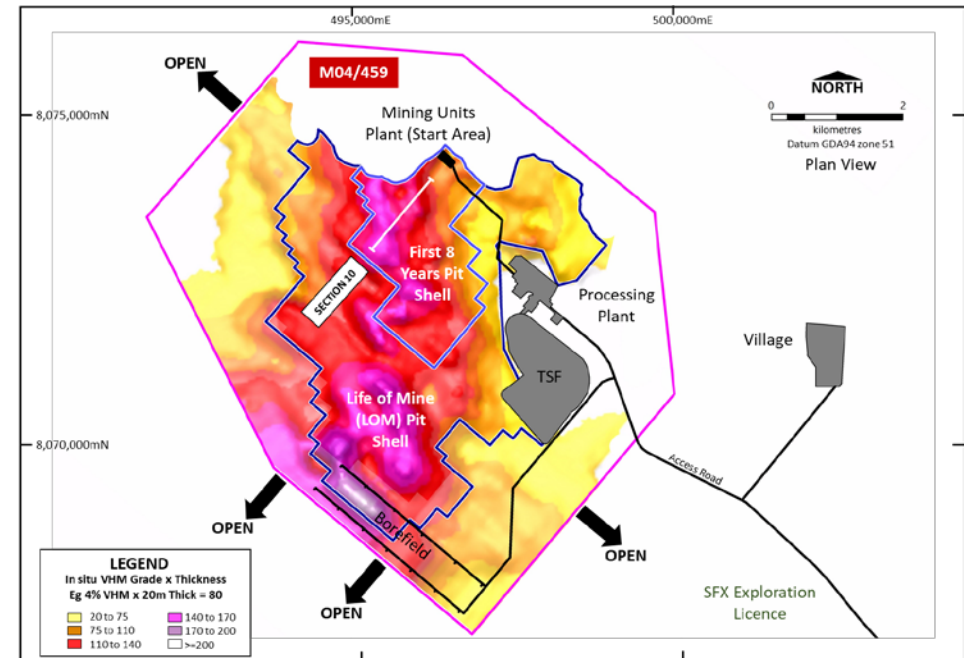 495,000mE
500,000mE
OPEN
M04/459
NORTH
0 2
kilometres
Datum GDA94 zone 51
Plan View
8,075,000mN
Mining Units
Plant (Start Area)
First 8
Years Pit
Shell
SECTION 10
Processing
Plant
Village
TSF
Life of Mine
(LOM) Pit
Shell
8,070,000mN
Access Road
Borefield
OPEN
OPEN
OPEN
SFX Exploration
Licence
LEGEND
In situ VHM Grade x Thickness
Eg 4% VHM x 20m Thick = 80
20 to 75
75 to 110
110 to 140
140 to 170
170 to 200
>=200